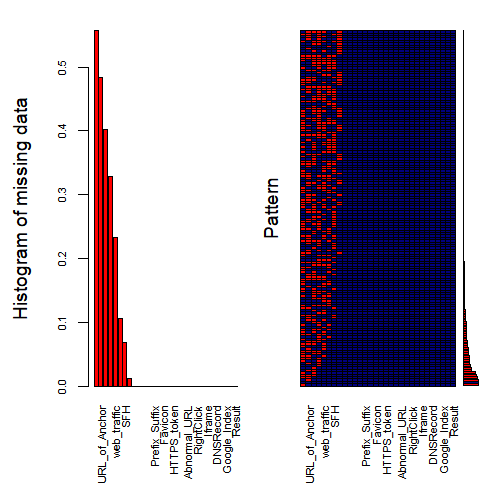 Histogram of missing data
0.0
0.1
0.2
0.3
0.4
0.5
URL_of_Anchor
web_traffic
SFH
Prefix_Suffix
Favicon
HTTPS_token
Abnormal_URL
RightClick
Iframe
DNSRecord
Google_Index
Result
Pattern
URL_of_Anchor
web_traffic
SFH
Prefix_Suffix
Favicon
HTTPS_token
Abnormal_URL
RightClick
Iframe
DNSRecord
Google_Index
Result